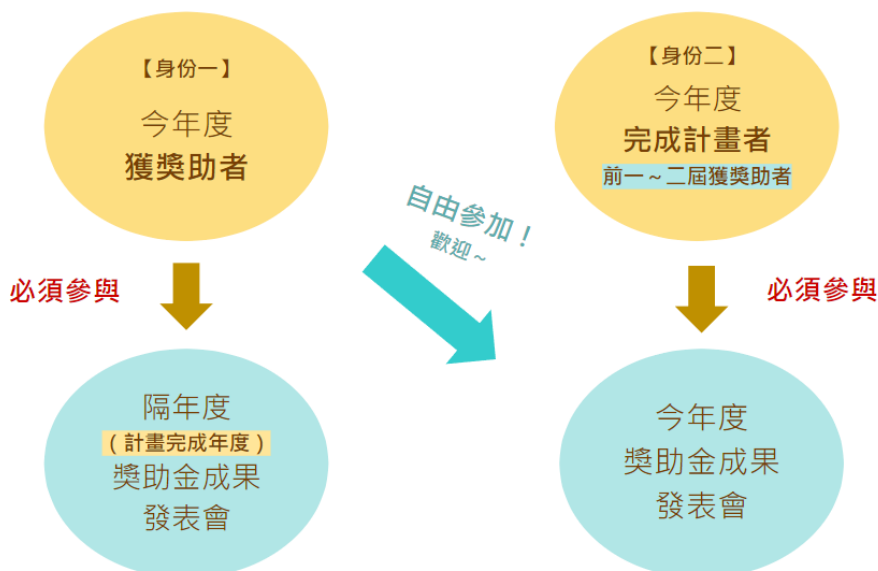 【身份一】
今年度
獲獎助者
【身份二】
今年度
完成計畫者
前一~二屆獲獎助者
自由參加！
歡迎~
必須參與
必須參與
隔年度
(計畫完成年度)
獎助金成果
發表會
今年度
獎助金成果
發表會